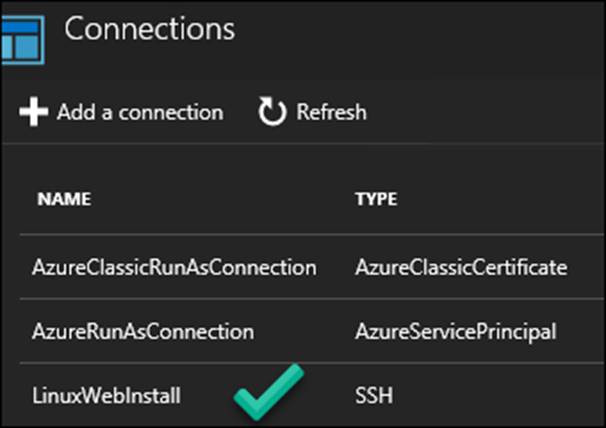 Connections
Add a connection Refresh
NAME TYPE
AzureClassicRunAsConnection AzureClassicCertificate
AzureRunAsConnection AzureServicePrincipal
LinuxWebInstall SSH